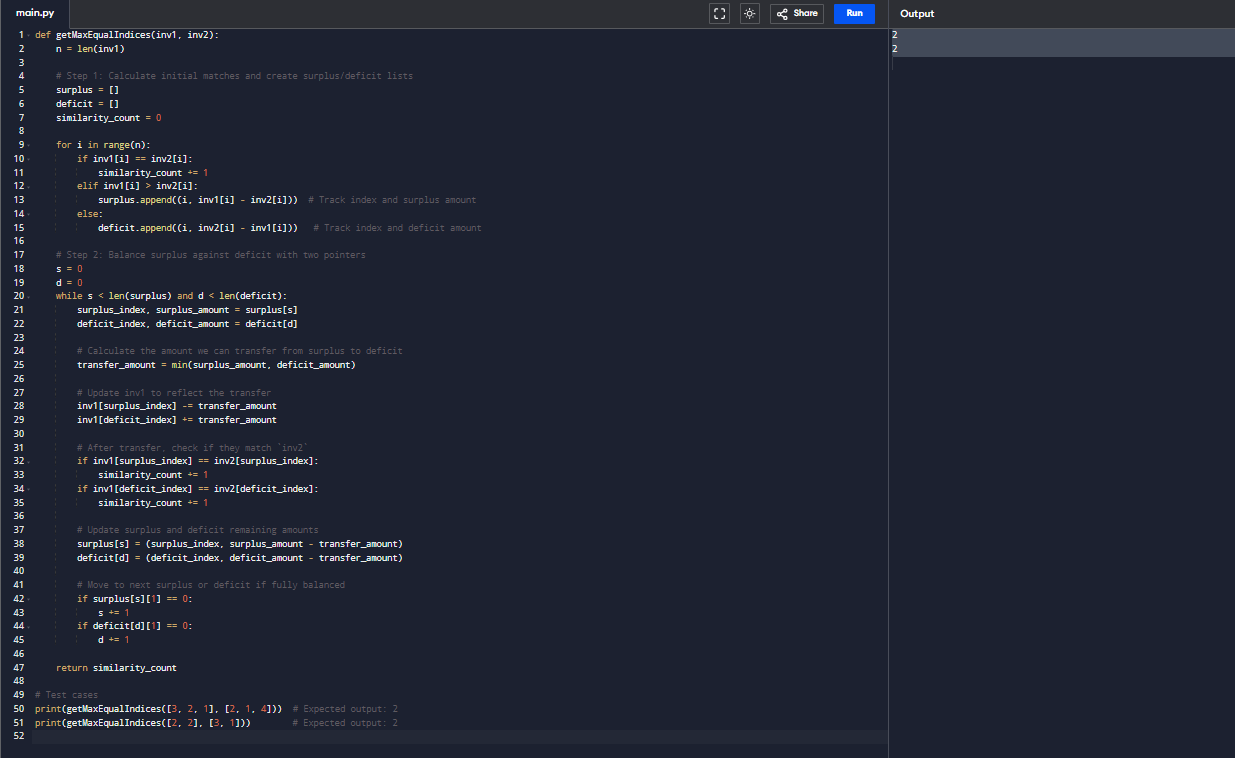 main.py
Share
Run
Output
1 def getMaxEqualIndices(inv1, inv2):
2     n = len(inv1)
3
4     # Step 1: Calculate initial matches and create surplus/deficit lists
5     surplus = []
6     deficit = []
7     similarity_count = 0
8
9     for i in range(n):
10         if inv1[i] == inv2[i]:
11             similarity_count += 1
12         elif inv1[i] > inv2[i]:
13             surplus.append((i, inv1[i] - inv2[i]))  # Track index and surplus amount
14         else:
15             deficit.append((i, inv2[i] - inv1[i]))   # Track index and deficit amount
16
17     # Step 2: Balance surplus against deficit with two pointers
18     s = 0
19     d = 0
20     while s < len(surplus) and d < len(deficit):
21         surplus_index, surplus_amount = surplus[s]
22         deficit_index, deficit_amount = deficit[d]
23
24         # Calculate the amount we can transfer from surplus to deficit
25         transfer_amount = min(surplus_amount, deficit_amount)
26
27         # Update inv1 to reflect the transfer
28         inv1[surplus_index] -= transfer_amount
29         inv1[deficit_index] += transfer_amount
30
31         # After transfer, check if they match `inv2`
32         if inv1[surplus_index] == inv2[surplus_index]:
33             similarity_count += 1
34         if inv1[deficit_index] == inv2[deficit_index]:
35             similarity_count += 1
36
37         # Update surplus and deficit remaining amounts
38         surplus[s] = (surplus_index, surplus_amount - transfer_amount)
39         deficit[d] = (deficit_index, deficit_amount - transfer_amount)
40
41         # Move to next surplus or deficit if fully balanced
42         if surplus[s][1] == 0:
43             s += 1
44         if deficit[d][1] == 0:
45             d += 1
46
47     return similarity_count
48
49 # Test cases
50 print(getMaxEqualIndices([3, 2, 1], [2, 1, 4]))  # Expected output: 2
51 print(getMaxEqualIndices([2, 2], [3, 1]))        # Expected output: 2
52
2
2